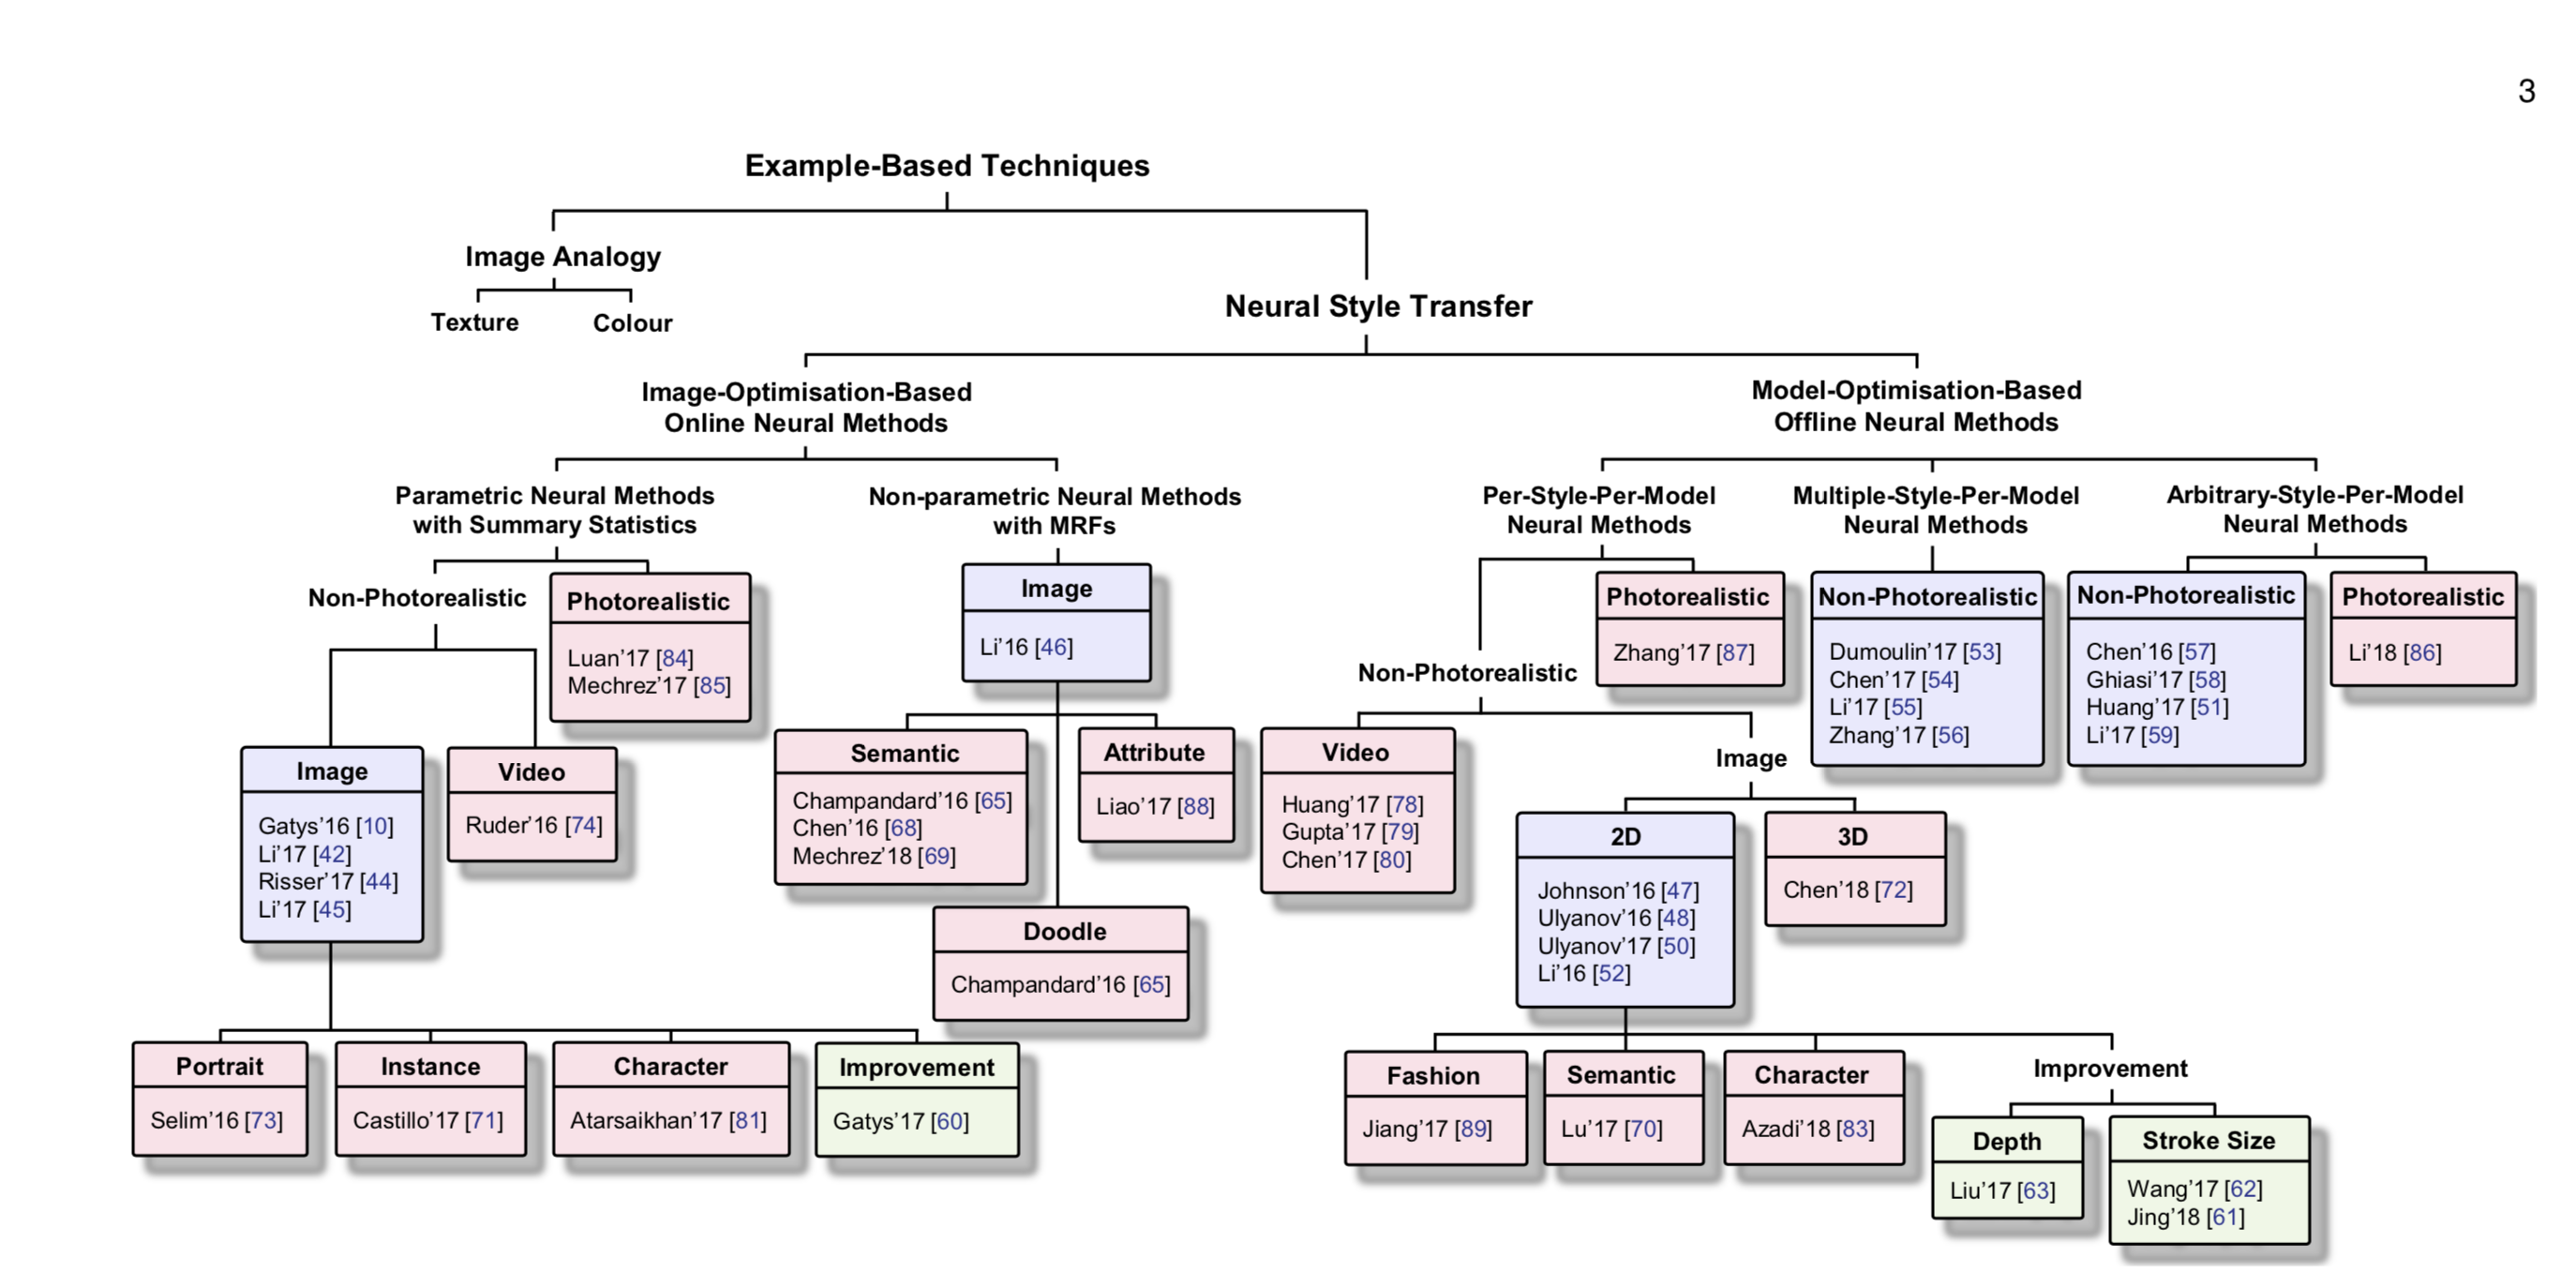 3
Example-Based Techniques
Image Analogy
Texture
Colour
Neural Style Transfer
Image-Optimisation-Based
Online Neural Methods
Model-Optimisation-Based
Offline Neural Methods
Parametric Neural Methods
with Summary Statistics
Non-parametric Neural Methods
with MRFs
Per-Style-Per-Model
Neural Methods
Multiple-Style-Per-Model
Neural Methods
Arbitrary-Style-Per-Model
Neural Methods
Non-Photorealistic
Photorealistic
Luan’17 [84]
Mechrez’17 [85]
Image
Gatys’16 [10]
Li’17 [42]
Risser’17 [44]
Li’17 [45]
Video
Ruder’16 [74]
Portrait
Selim’16 [73]
Instance
Castillo’17 [71]
Character
Atarsaikhan’17 [81]
Improvement
Gatys’17 [60]
Image
Li’16 [46]
Semantic
Champandard’16 [65]
Chen’16 [68]
Mechrez’18 [69]
Attribute
Liao’17 [88]
Doodle
Champandard’16 [65]
Non-Photorealistic
Photorealistic
Zhang’17 [87]
Video
Huang’17 [78]
Gupta’17 [79]
Chen’17 [80]
Image
2D
Johnson’16 [47]
Ulyanov’16 [48]
Ulyanov’17 [50]
Li’16 [52]
3D
Chen’18 [72]
Fashion
Jiang’17 [89]
Semantic
Lu’17 [70]
Character
Azadi’18 [83]
Improvement
Depth
Liu’17 [63]
Stroke Size
Wang’17 [62]
Jing’18 [61]
Non-Photorealistic
Dumoulin’17 [53]
Chen’17 [54]
Li’17 [55]
Zhang’17 [56]
Non-Photorealistic
Chen’16 [57]
Ghiasi’17 [58]
Huang’17 [51]
Li’17 [59]
Photorealistic
Li’18 [86]